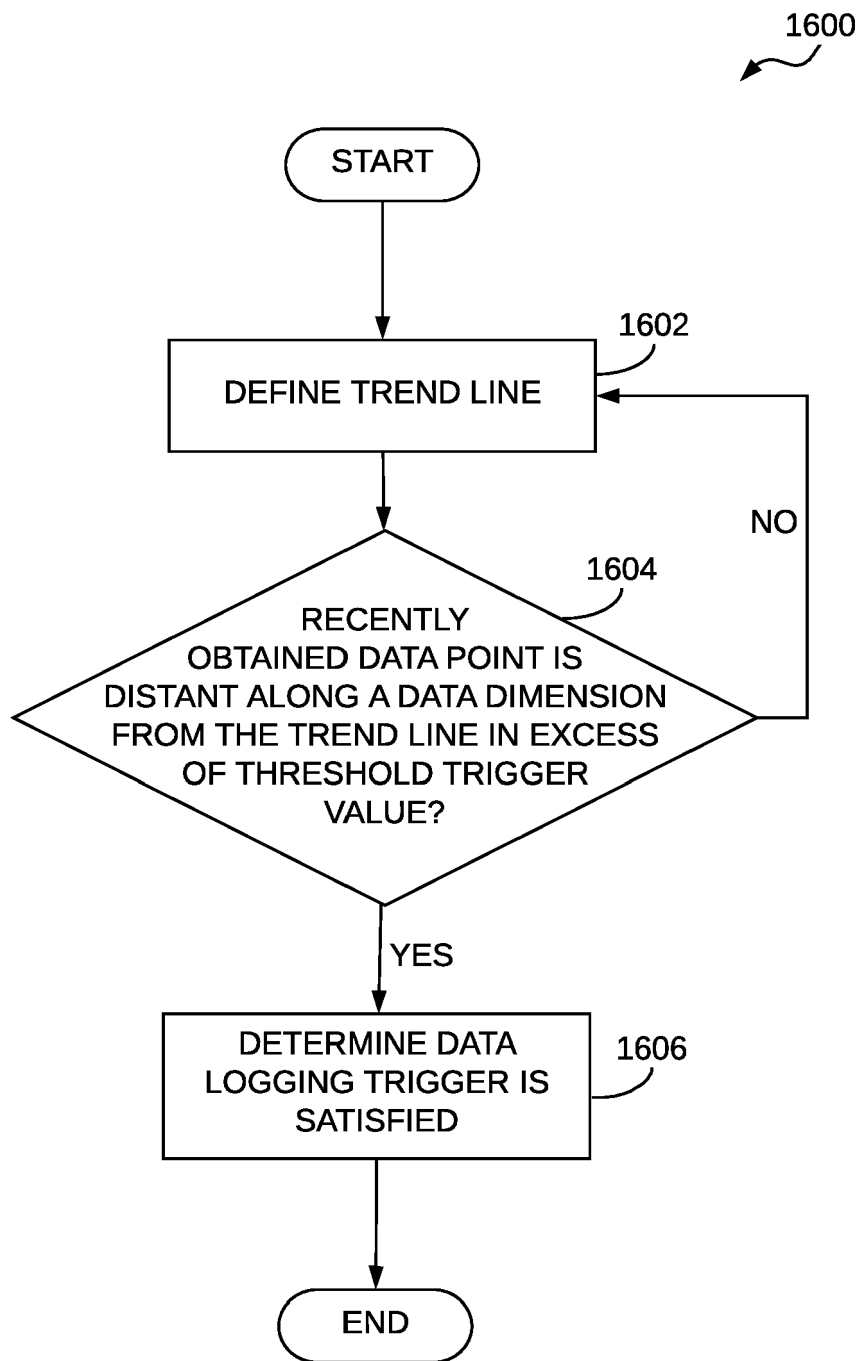 1600
START
1602
DEFINE TREND LINE
NO
1604
RECENTLY
OBTAINED DATA POINT IS
DISTANT ALONG A DATA DIMENSION
FROM THE TREND LINE IN EXCESS
OF THRESHOLD TRIGGER
VALUE?
YES
DETERMINE DATA
LOGGING TRIGGER IS
SATISFIED
1606
END